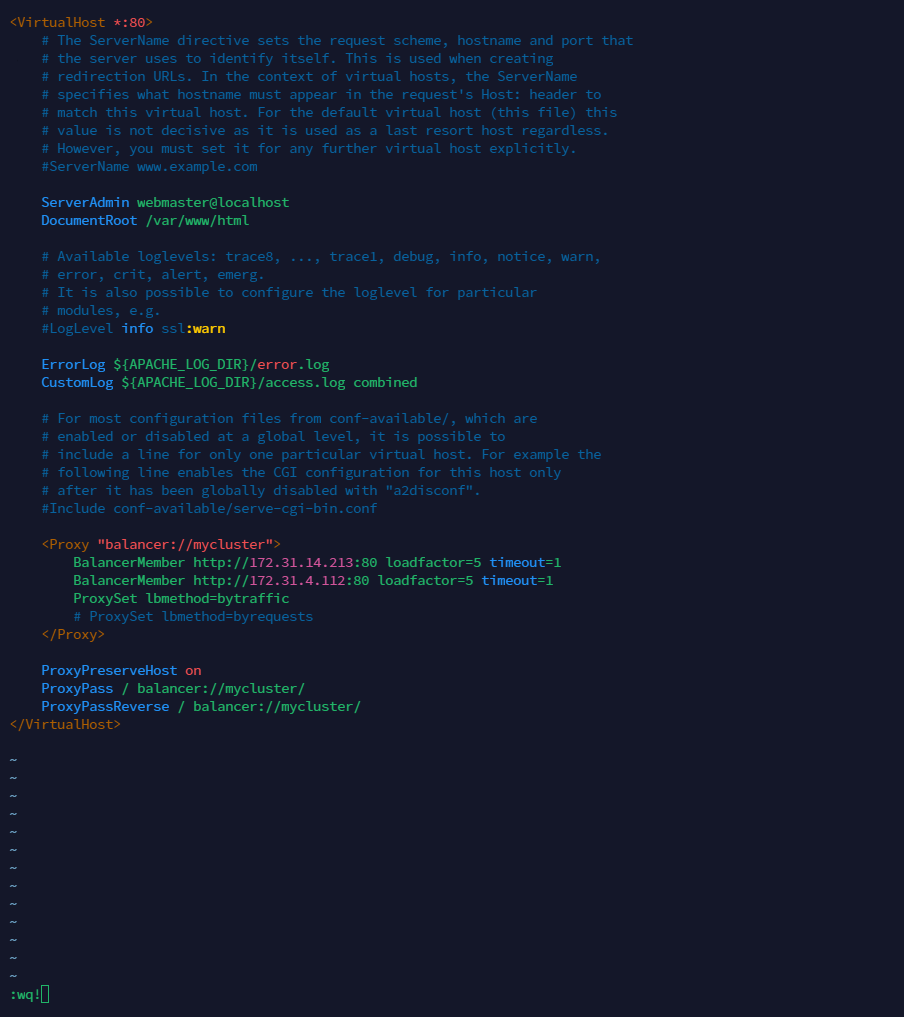 <VirtualHost *:80>
# The ServerName directive sets the request scheme, hostname and port that
# the server uses to identify itself. This is used when creating
# redirection URLs. In the context of virtual hosts, the ServerName
# specifies what hostname must appear in the request's Host: header to
# match this virtual host. For the default virtual host (this file) this
# value is not decisive as it is used as a last resort host regardless.
# However, you must set it for any further virtual host explicitly.
#ServerName www.example.com
ServerAdmin webmaster@localhost
DocumentRoot /var/www/html
# Available loglevels: trace8, ..., trace1, debug, info, notice, warn,
# error, crit, alert, emerg.
# It is also possible to configure the loglevel for particular
# modules, e.g.
#LogLevel info ssl:warn
ErrorLog ${APACHE_LOG_DIR}/error.log
CustomLog ${APACHE_LOG_DIR}/access.log combined
# For most configuration files from conf-available/, which are
# enabled or disabled at a global level, it is possible to
# include a line for only one particular virtual host. For example the
# following line enables the CGI configuration for this host only
# after it has been globally disabled with "a2disconf".
#Include conf-available/serve-cgi-bin.conf
<Proxy "balancer://mycluster">
BalancerMember http://172.31.14.213:80 loadfactor=5 timeout=1
BalancerMember http://172.31.4.112:80 loadfactor=5 timeout=1
ProxySet lbmethod=bytraffic
# ProxySet lbmethod=byrequests
</Proxy>
ProxyPreserveHost on
ProxyPass / balancer://mycluster/
ProxyPassReverse / balancer://mycluster/
</VirtualHost>
~
~
~
~
~
~
~
~
~
~
~
~
~
:wq!